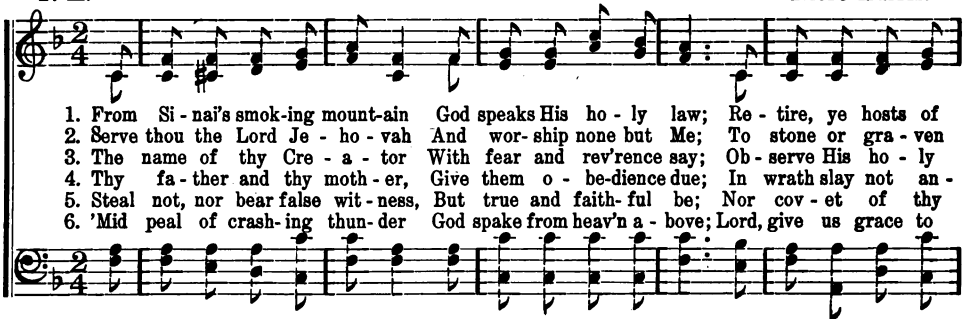 1. From Si - nai's smok - ing mount - ain God speaks His ho - ly law; Re - tire, ye hosts of
2. Serve thou the Lord Je - ho - vah And wor - ship none but Me; To stone or gra - ven
3. The name of thy Cre - a - tor With fear and rev'rence say; Ob - serve His ho - ly
4. Thy fa - ther and thy moth - er, Give them o - be - dience due; In wrath slay not an -
5. Steal not, nor bear false wit - ness, But true and faith - ful be; Nor cov - et of thy
6. 'Mid peal of crash - ing thun - der God spake from heav'n a - bove; Lord, give us grace to